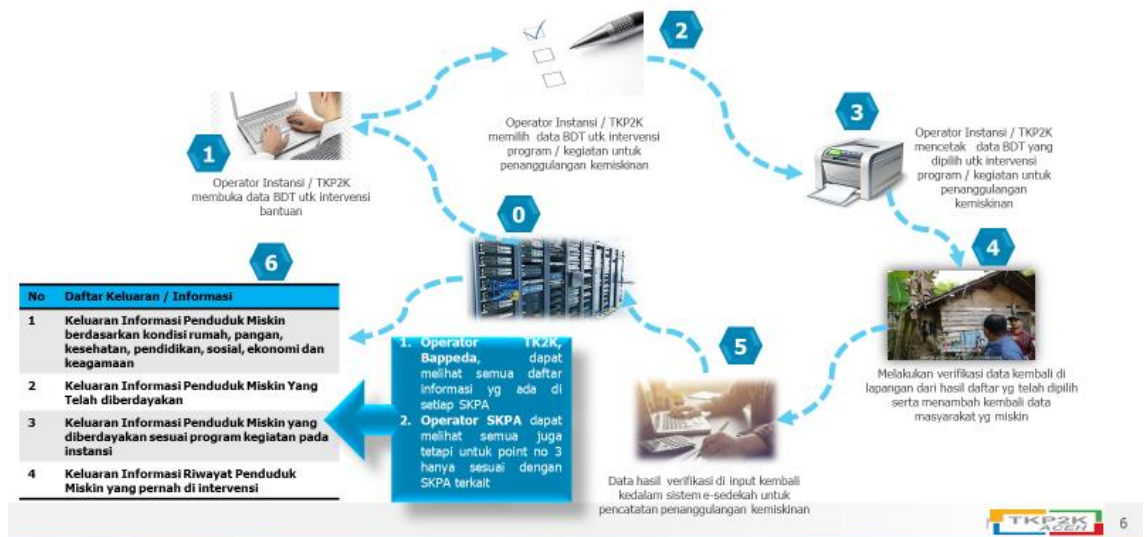 2
Operator Instansi / TKP2K
memilih data BDT utk intervensi
program / kegiatan untuk
penanggulangan kemiskinan
3
Operator Instansi / TKP2K
mencetak data BDT yang
dipilih utk intervensi
program / kegiatan untuk
penanggulangan
kemiskinan
1
Operator Instansi / TKP2K
membuka data BDT utk intervensi
bantuan
0
4
Melakukan verifikasi data kembali di
lapangan dari hasil daftar yg telah dipilih
serta menambah kembali data
masyarakat yg miskin
5
Data hasil verifikasi di input kembali
kedalam sistem e-sedekah untuk
pencatatan penanggulangan kemiskinan
6
No Daftar Keluaran / Informasi
1 Keluaran Informasi Penduduk Miskin
berdasarkan kondisi rumah, pangan,
kesehatan, pendidikan, sosial, ekonomi dan
keagamaan
2 Keluaran Informasi Penduduk Miskin Yang
Telah diberdayakan
3 Keluaran Informasi Penduduk Miskin yang
diberdayakan sesuai program kegiatan pada
instansi
4 Keluaran Informasi Riwayat Penduduk
Miskin yang pernah di intervensi
1. Operator TK2K,
Bappeda, dapat
melihat semua daftar
informasi yg ada di
setiap SKPA
2. Operator SKPA dapat
melihat semua juga
tetapi untuk point no 3
hanya sesuai dengan
SKPA terkait
TKP2K
ACEH
6